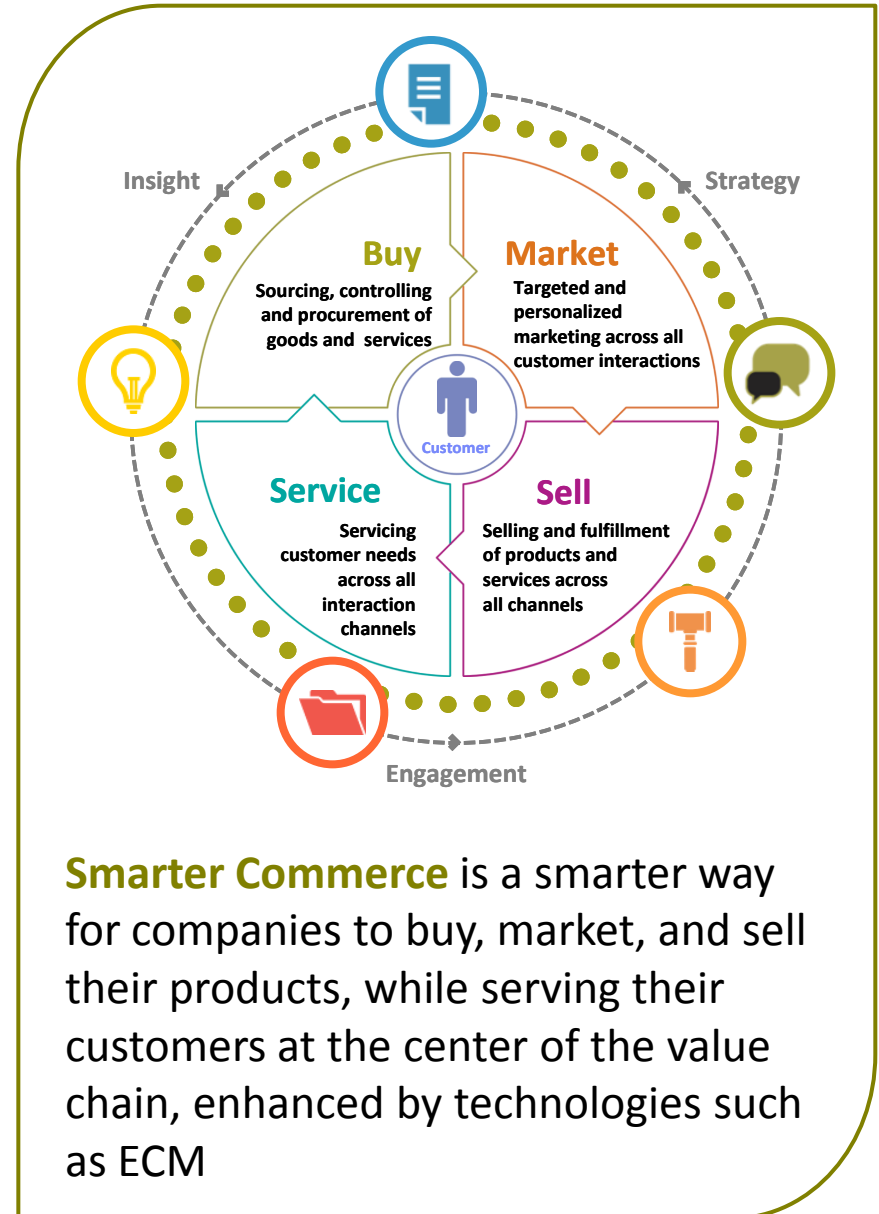 Insight
Strategy
Buy
Sourcing, controlling
and procurement of
goods and services
Market
Targeted and
personalized
marketing across all
customer interactions
Customer
Service
Servicing
customer needs
across all
interaction
channels
Sell
Selling and fulfillment
of products and
services across
all channels
Engagement
Smarter Commerce is a smarter way
for companies to buy, market, and sell
their products, while serving their
customers at the center of the value
chain, enhanced by technologies such
as ECM